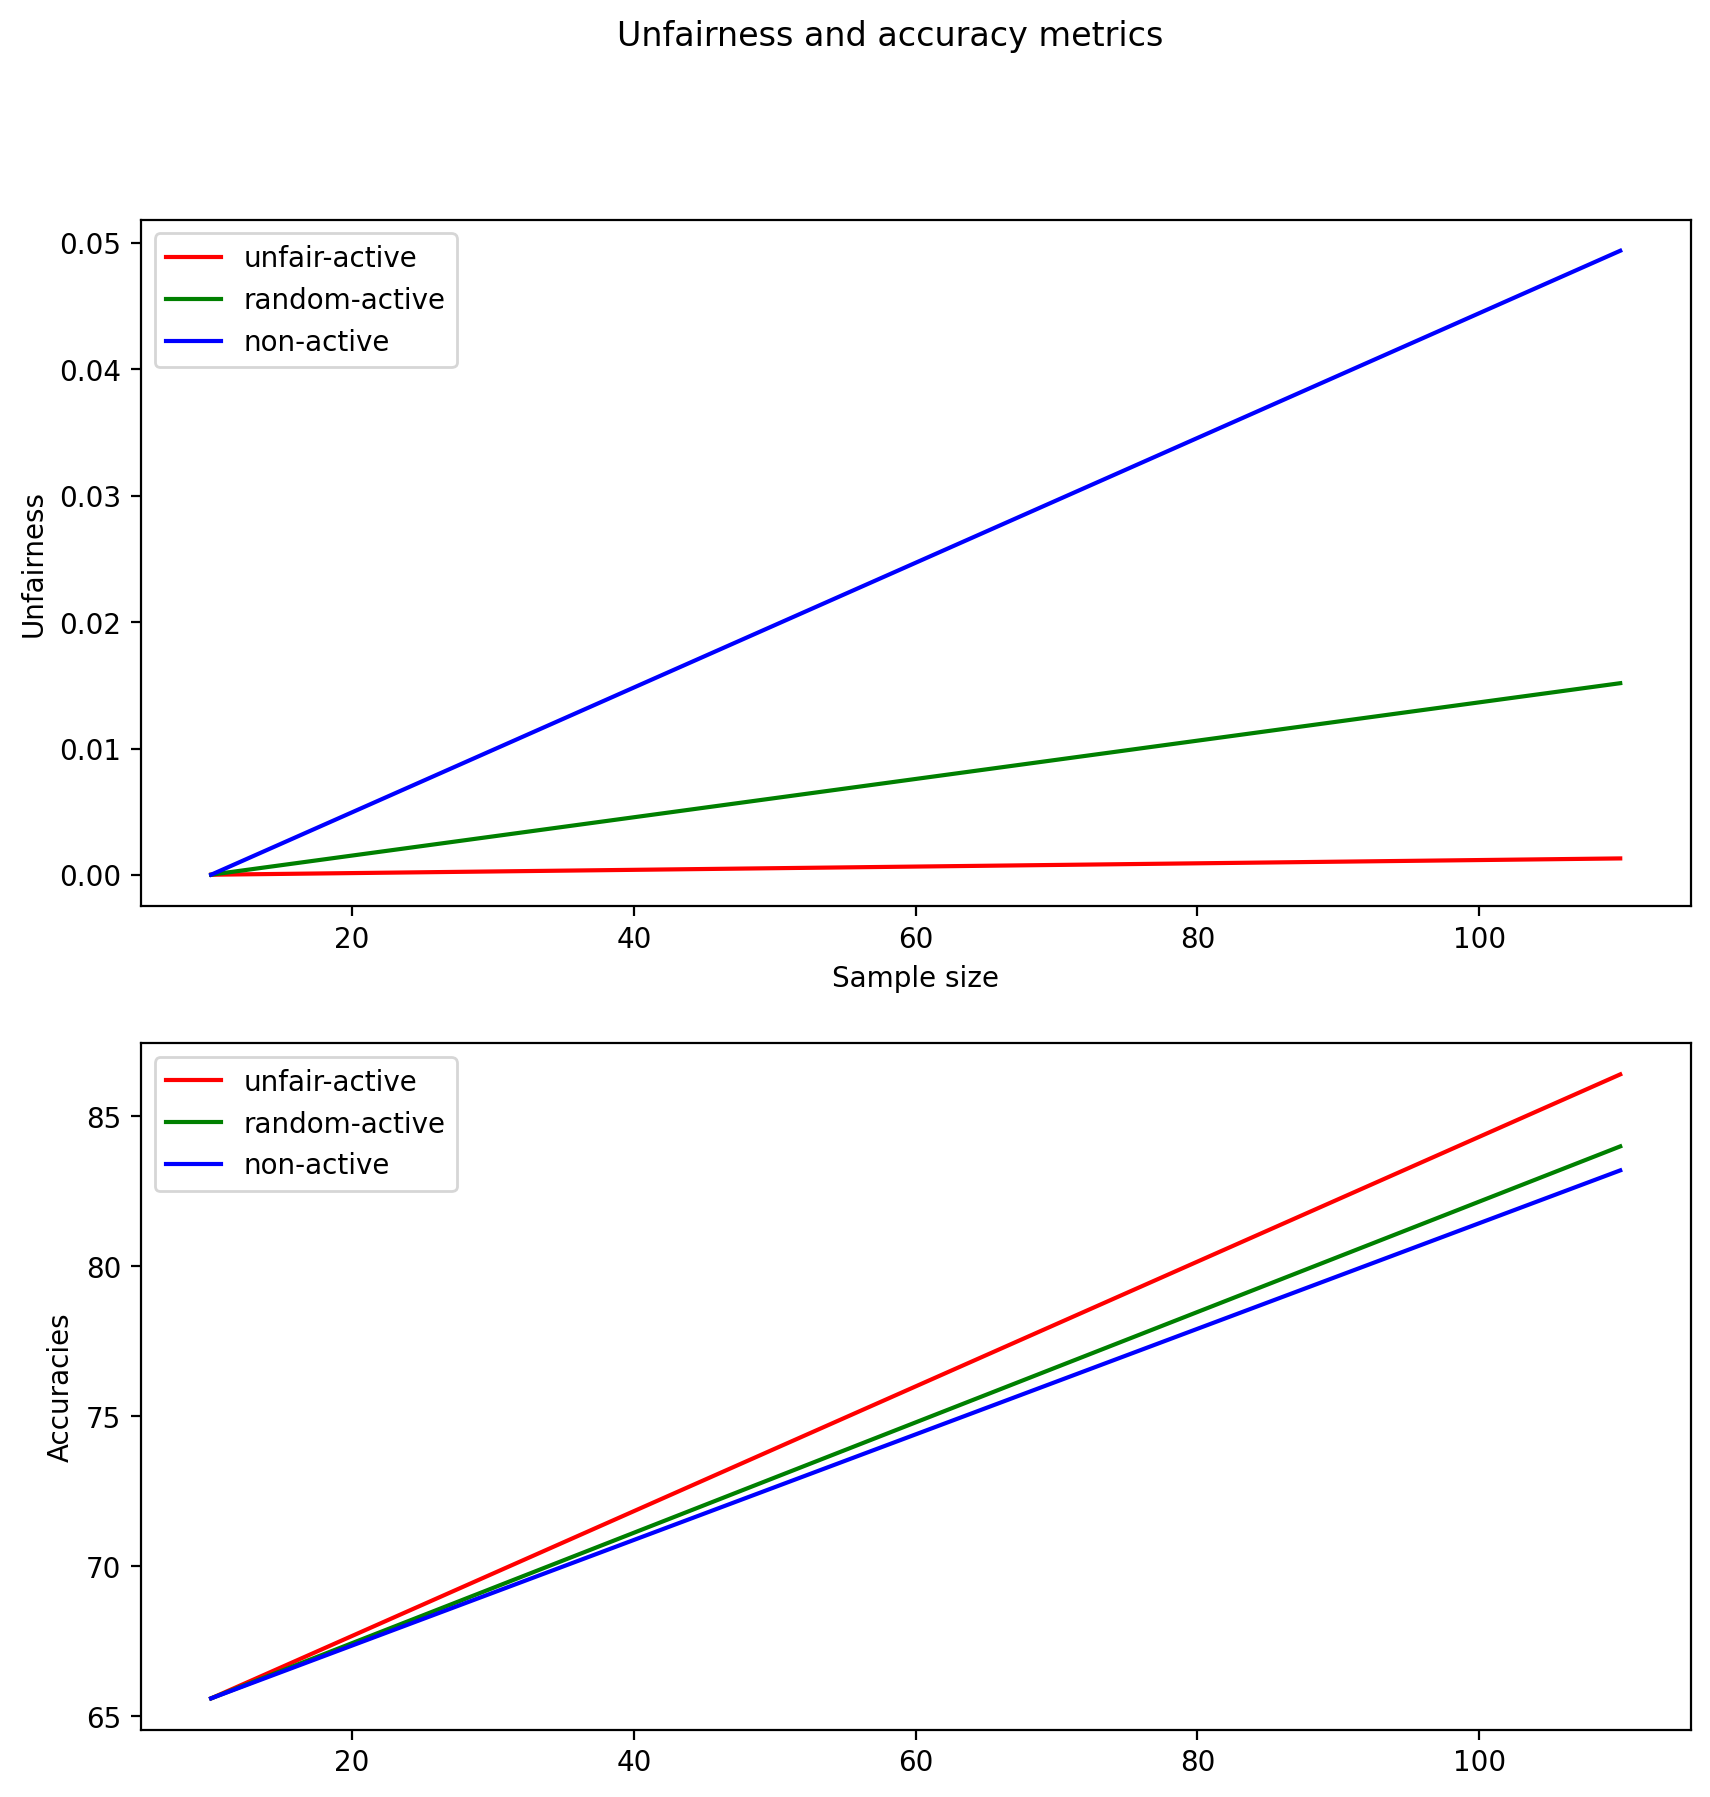 Unfairness and accuracy metrics
unfair-active
random-active
non-active
0.05
0.04
0.03
0.02
0.01
0.00
Unfairness
20 40 60 80 100
Sample size
unfair-active
random-active
non-active
85
80
75
70
65
Accuracies
20 40 60 80 100